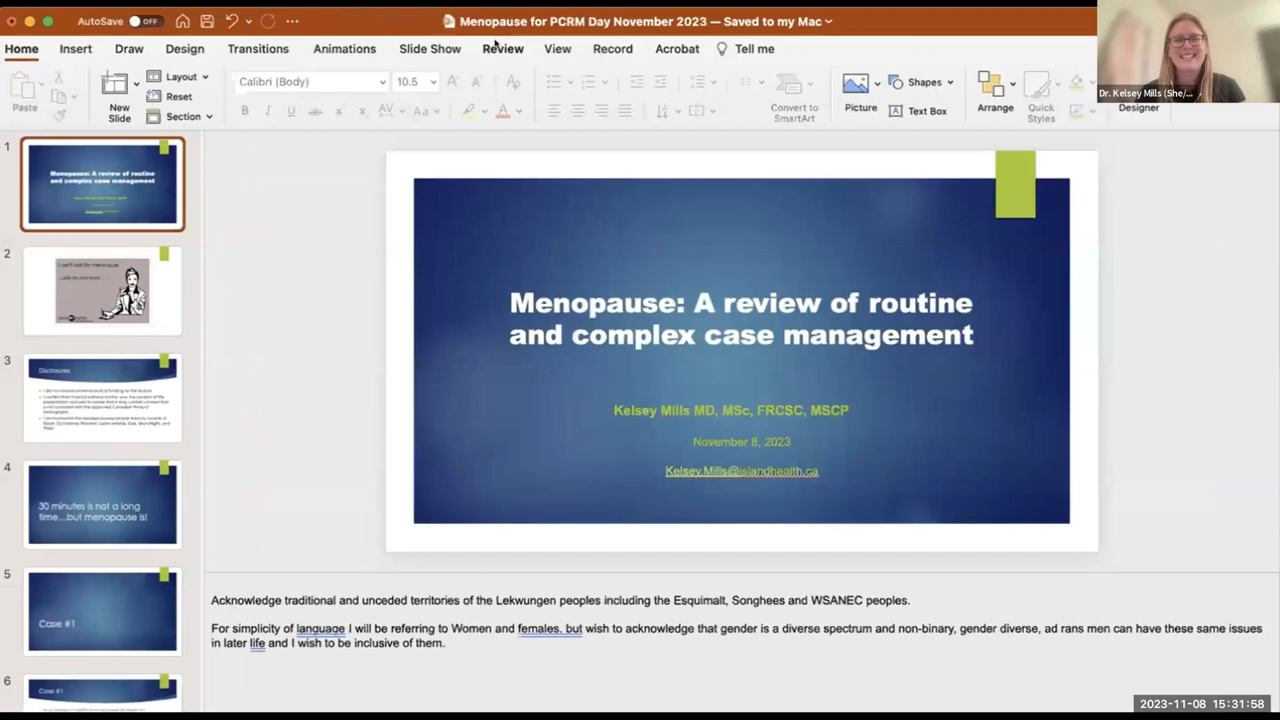 AutoSave OFF Menopause for PCRM Day November 2023 — Saved to my Mac
Home Insert Draw Design Transitions Animations Slide Show Review View Record Acrobat Tell me
Paste
New
Slide
Layout
Reset
Section
Calibri (Body) 10.5
Convert to
SmartArt
Picture
Shapes
Text Box
Arrange
Quick
Styles
Designer
Dr. Kelsey Mills (She/...
1
Menopause: A review of routine
and complex case management
2
3
Disclosures
4
30 minutes is not a long
time....but menopause is!
5
Case #1
6
Case #1
Menopause: A review of routine
and complex case management
Kelsey Mills MD, MSc, FRCSC, MSCP
November 8, 2023
Kelsey.Mills@islandhealth.ca
Acknowledge traditional and unceded territories of the Lekwungen peoples including the Esquimalt, Songhees and WSANEC peoples.
For simplicity of language I will be referring to Women and females. but wish to acknowledge that gender is a diverse spectrum and non-binary, gender diverse, ad rans men can have these same issues
in later life and I wish to be inclusive of them.
2023-11-08 15:31:58